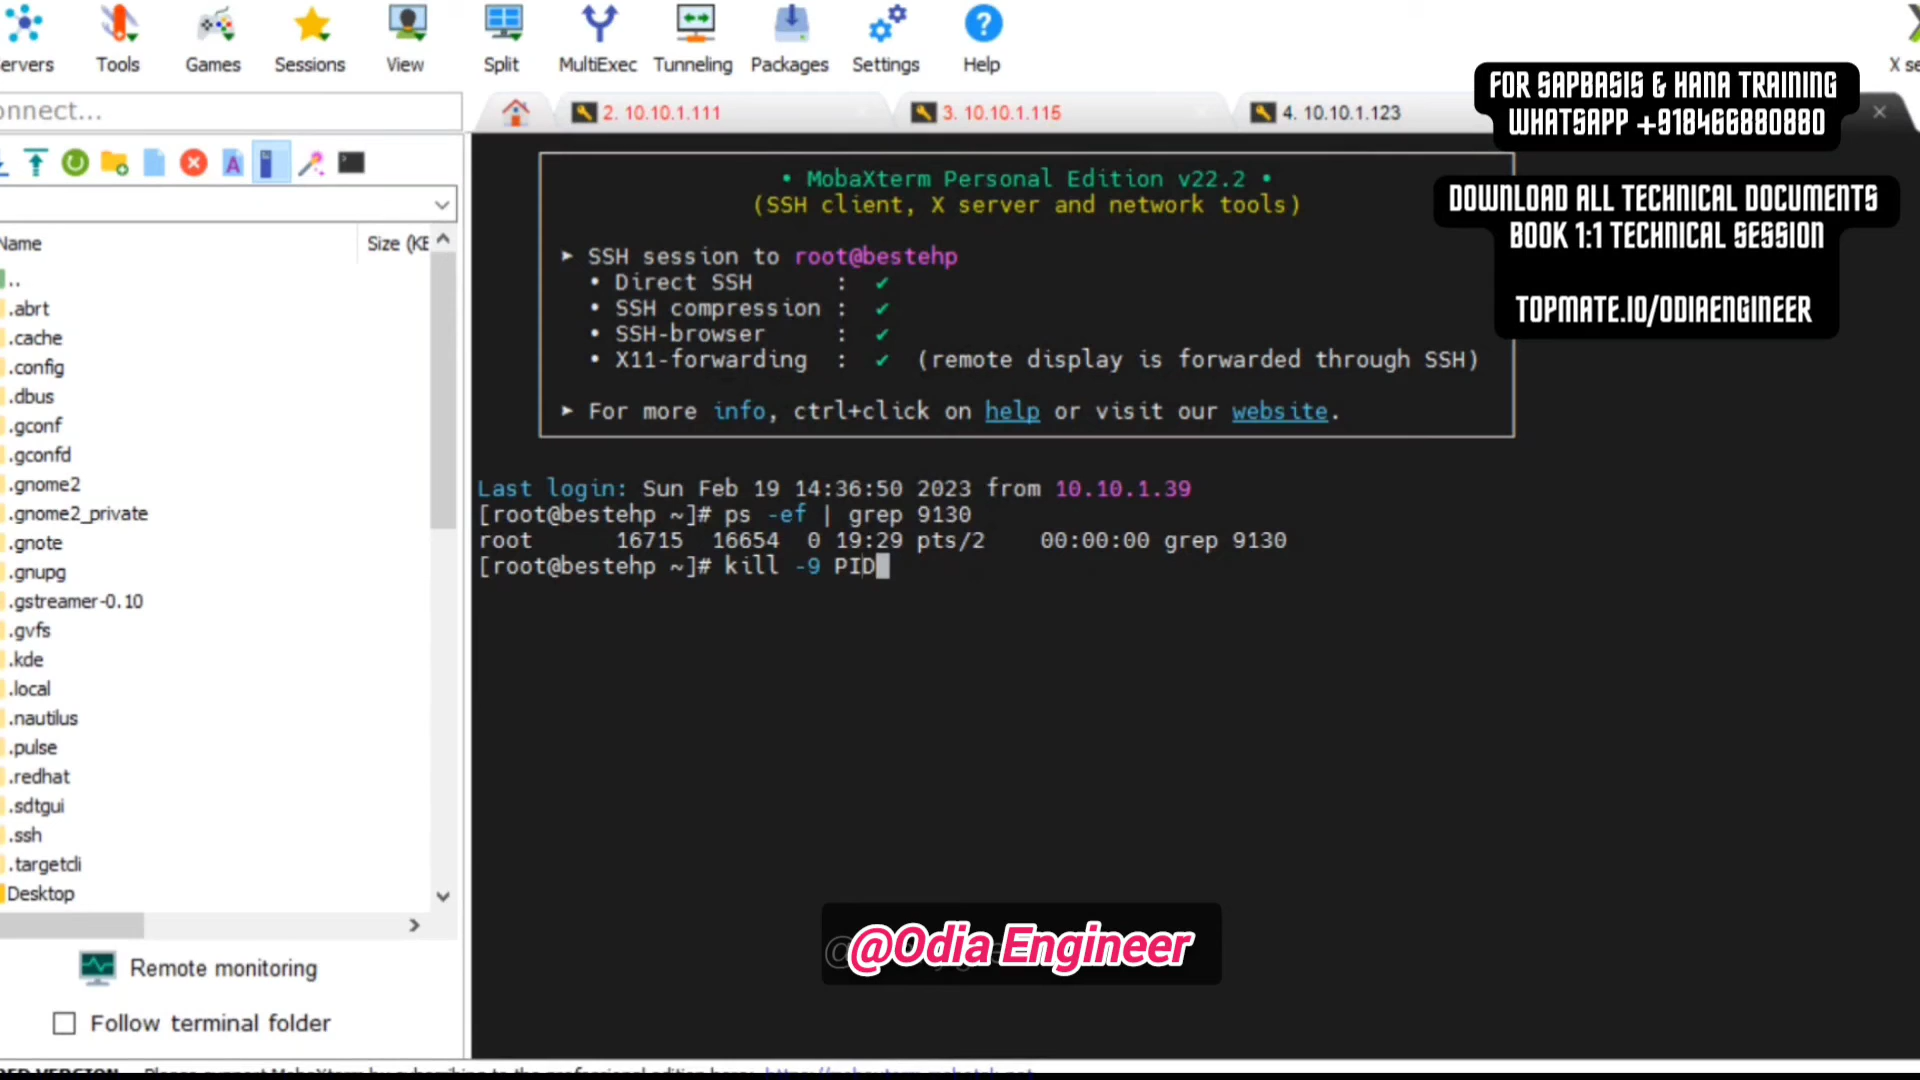 ervers
Tools
Games
Sessions
View
Split
MultiExec
Tunneling
Packages
Settings
Help
X se
onnect...
2. 10.10.1.111
3. 10.10.1.115
4. 10.10.1.123
FOR SAPBASIS & HANA TRAINING
WHATSAPP +918466880880
DOWNLOAD ALL TECHNICAL DOCUMENTS
BOOK 1:1 TECHNICAL SESSION
TOPMATE.IO/ODIAENGINEER
Name
Size (KB
..
.abrt
.cache
.config
.dbus
.gconf
.gconfd
.gnome2
.gnome2_private
.gnote
.gnupg
.gstreamer-0.10
.gvfs
.kde
.local
.nautilus
.pulse
.redhat
.sdtgui
.ssh
.targetcli
Desktop
Remote monitoring
Follow terminal folder
• MobaXterm Personal Edition v22.2 •
(SSH client, X server and network tools)
➤ SSH session to root@bestehp
• Direct SSH : ✔
• SSH compression : ✔
• SSH-browser : ✔
• X11-forwarding : ✔ (remote display is forwarded through SSH)
➤ For more info, ctrl+click on help or visit our website.
Last login: Sun Feb 19 14:36:50 2023 from 10.10.1.39
[root@bestehp ~]# ps -ef | grep 9130
root 16715 16654 0 19:29 pts/2 00:00:00 grep 9130
[root@bestehp ~]# kill -9 PID
@Odia Engineer